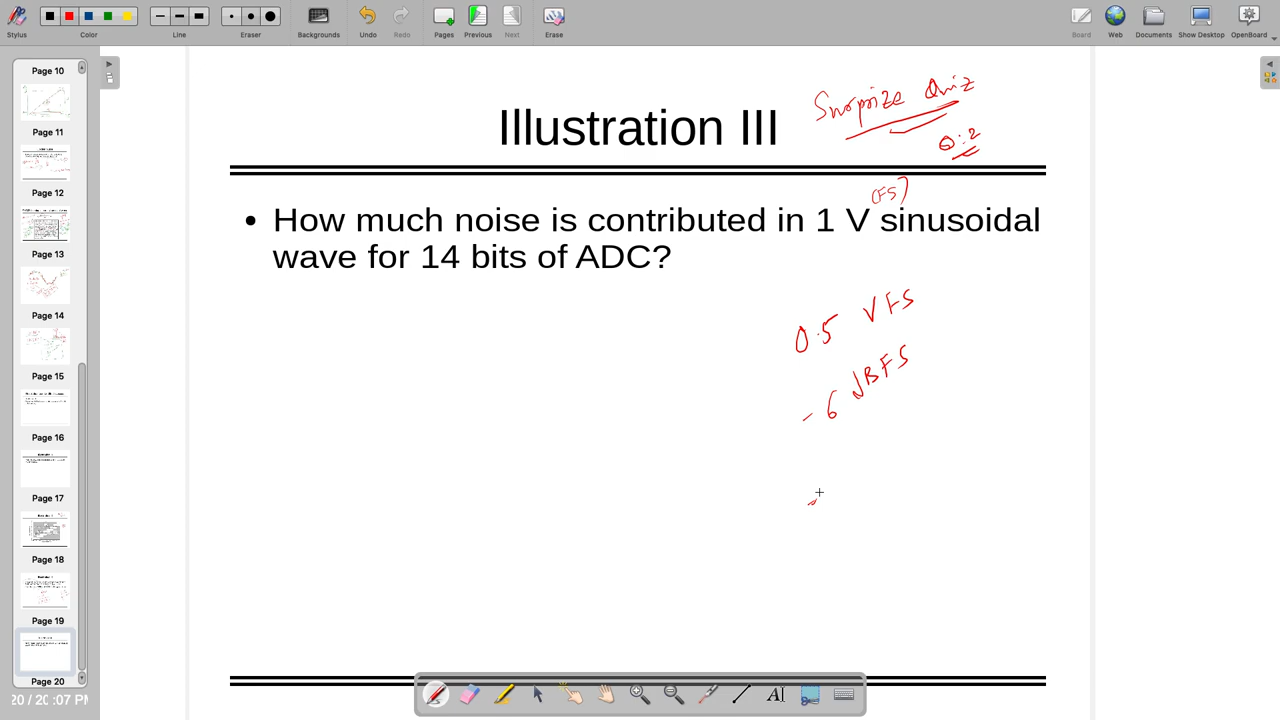 Stylus
Color
Line
Eraser
Backgrounds
Undo
Redo
Pages
Previous
Next
Erase
Board
Web
Documents
Show Desktop
OpenBoard
Page 10
Page 11
Page 12
Page 13
Page 14
Page 15
Page 16
Page 17
Page 18
Page 19
Page 20
Surprize Quiz
Q:2
Illustration III
(FS)
• How much noise is contributed in 1 V sinusoidal
wave for 14 bits of ADC?
0.5 VFS
-6 dBFS